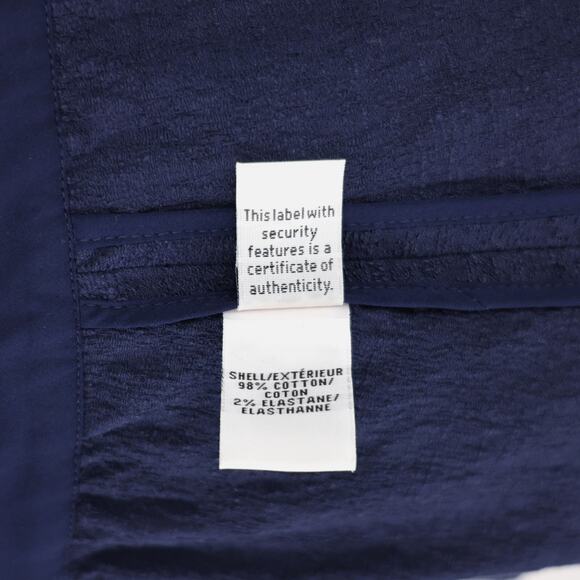 This label with
security
features is a
certificate of
authenticity.
SHELL/EXTÉRIEUR
98% COTTON/
COTON
2% ELASTANE/
ELASTHANNE